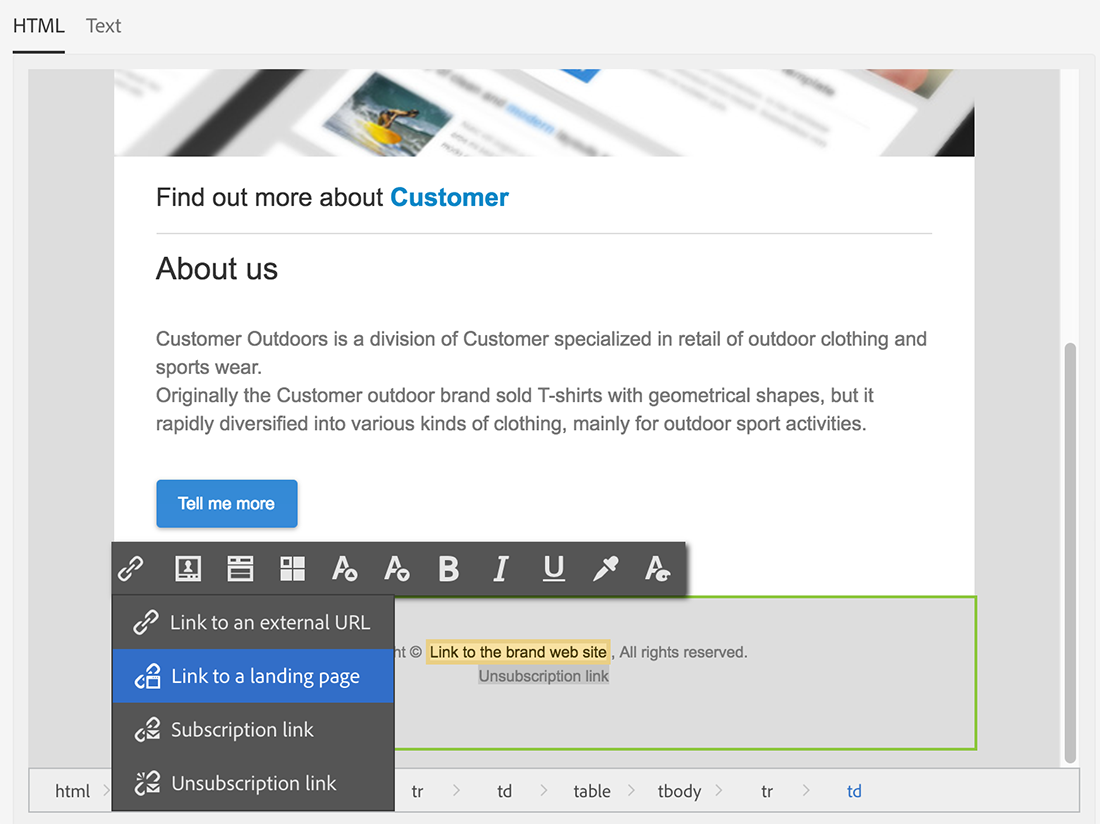 HTML Text
modern
Find out more about Customer
About us
Customer Outdoors is a division of Customer specialized in retail of outdoor clothing and
sports wear.
Originally the Customer outdoor brand sold T-shirts with geometrical shapes, but it
rapidly diversified into various kinds of clothing, mainly for outdoor sport activities.
Tell me more
B I U
Link to an external URL
© Link to the brand web site , All rights reserved.
Link to a landing page
Unsubscription link
Subscription link
Unsubscription link
html tr td table tbody tr td